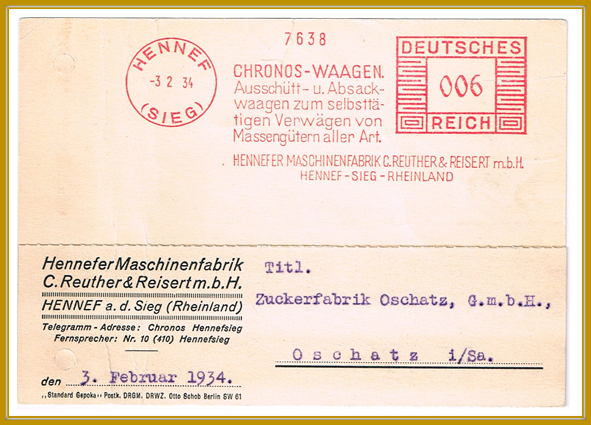 7638
HENNEF
-3 2 34
(SIEG)
CHRONOS-WAAGEN.
Ausschütt- u. Absack-
waagen zum selbsttä-
tigen Verwägen von
Massengütern aller Art.
HENNEFER MASCHINENFABRIK C.REUTHER & REISERT m.b.H.
HENNEF-SIEG-RHEINLAND
DEUTSCHES
006
REICH
Hennefer Maschinenfabrik
C. Reuther & Reisert m.b.H.
HENNEF a. d. Sieg (Rheinland)
Telegramm-Adresse: Chronos Hennefsieg
Fernsprecher: Nr. 10 (410) Hennefsieg
den 3. Februar 1934.
„Standard Gepoka" Postk. DRGM. DRWZ. Otto Schob Berlin SW 61
Titl.
Zuckerfabrik Oschatz, G.m.b.H.,
Oschatz i/Sa.